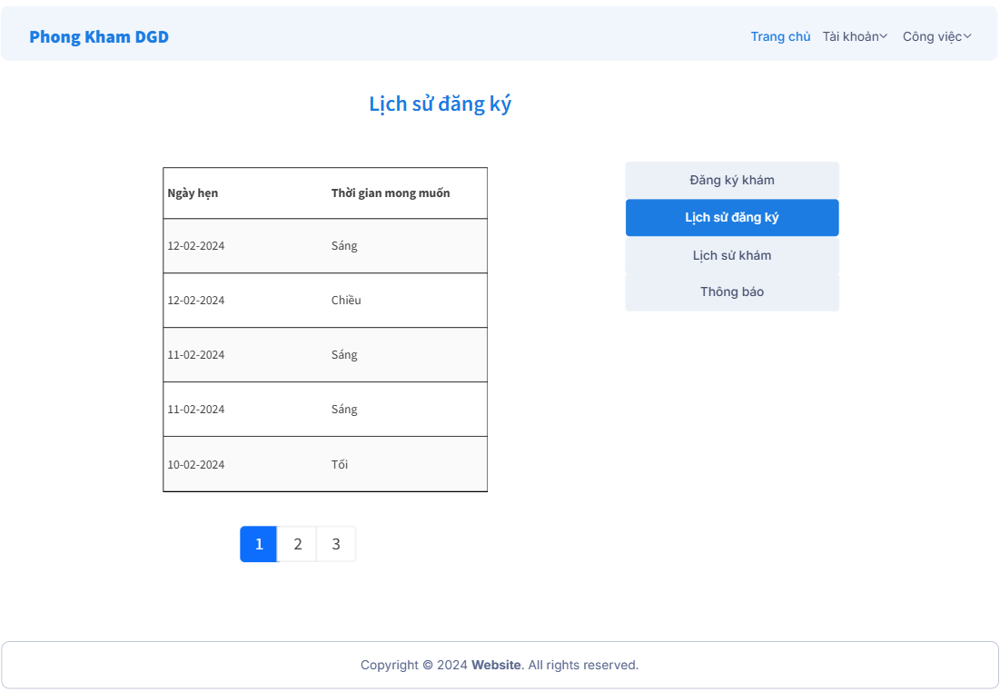 Phong Kham DGD
Trang chủ Tài khoản Công việc
Lịch sử đăng ký
Ngày hẹn Thời gian mong muốn
12-02-2024 Sáng
12-02-2024 Chiều
11-02-2024 Sáng
11-02-2024 Sáng
10-02-2024 Tối
1 2 3
Đăng ký khám
Lịch sử đăng ký
Lịch sử khám
Thông báo
Copyright © 2024 Website. All rights reserved.